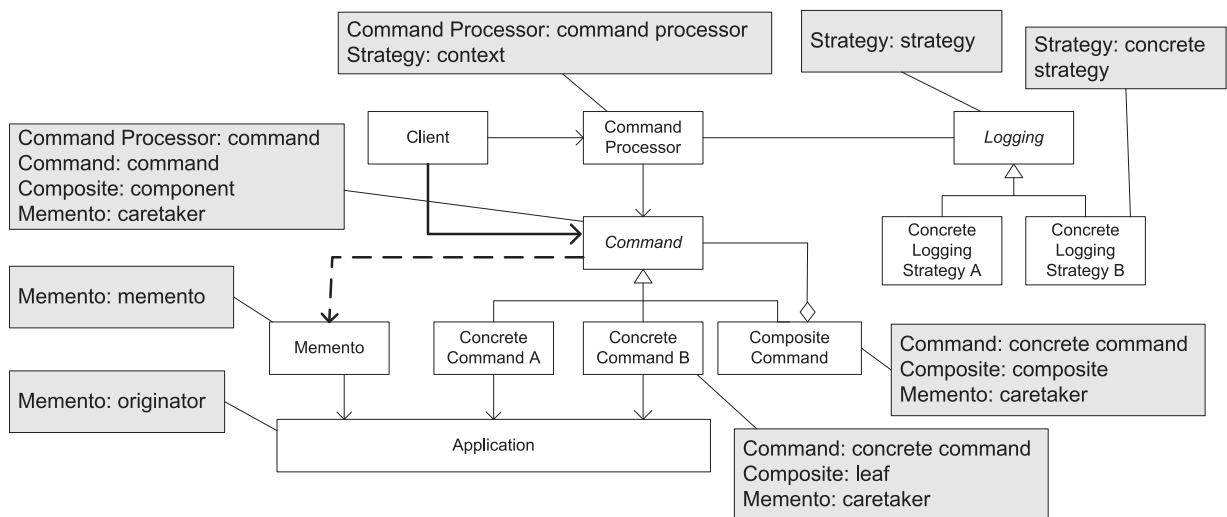 Command Processor: command processor
Strategy: context
Strategy: strategy
Strategy: concrete
strategy
Command Processor: command
Command: command
Composite: component
Memento: caretaker
Client
Command
Processor
Logging
Command
Concrete
Logging
Strategy A
Concrete
Logging
Strategy B
Memento: memento
Memento
Concrete
Command A
Concrete
Command B
Composite
Command
Command: concrete command
Composite: composite
Memento: caretaker
Memento: originator
Application
Command: concrete command
Composite: leaf
Memento: caretaker